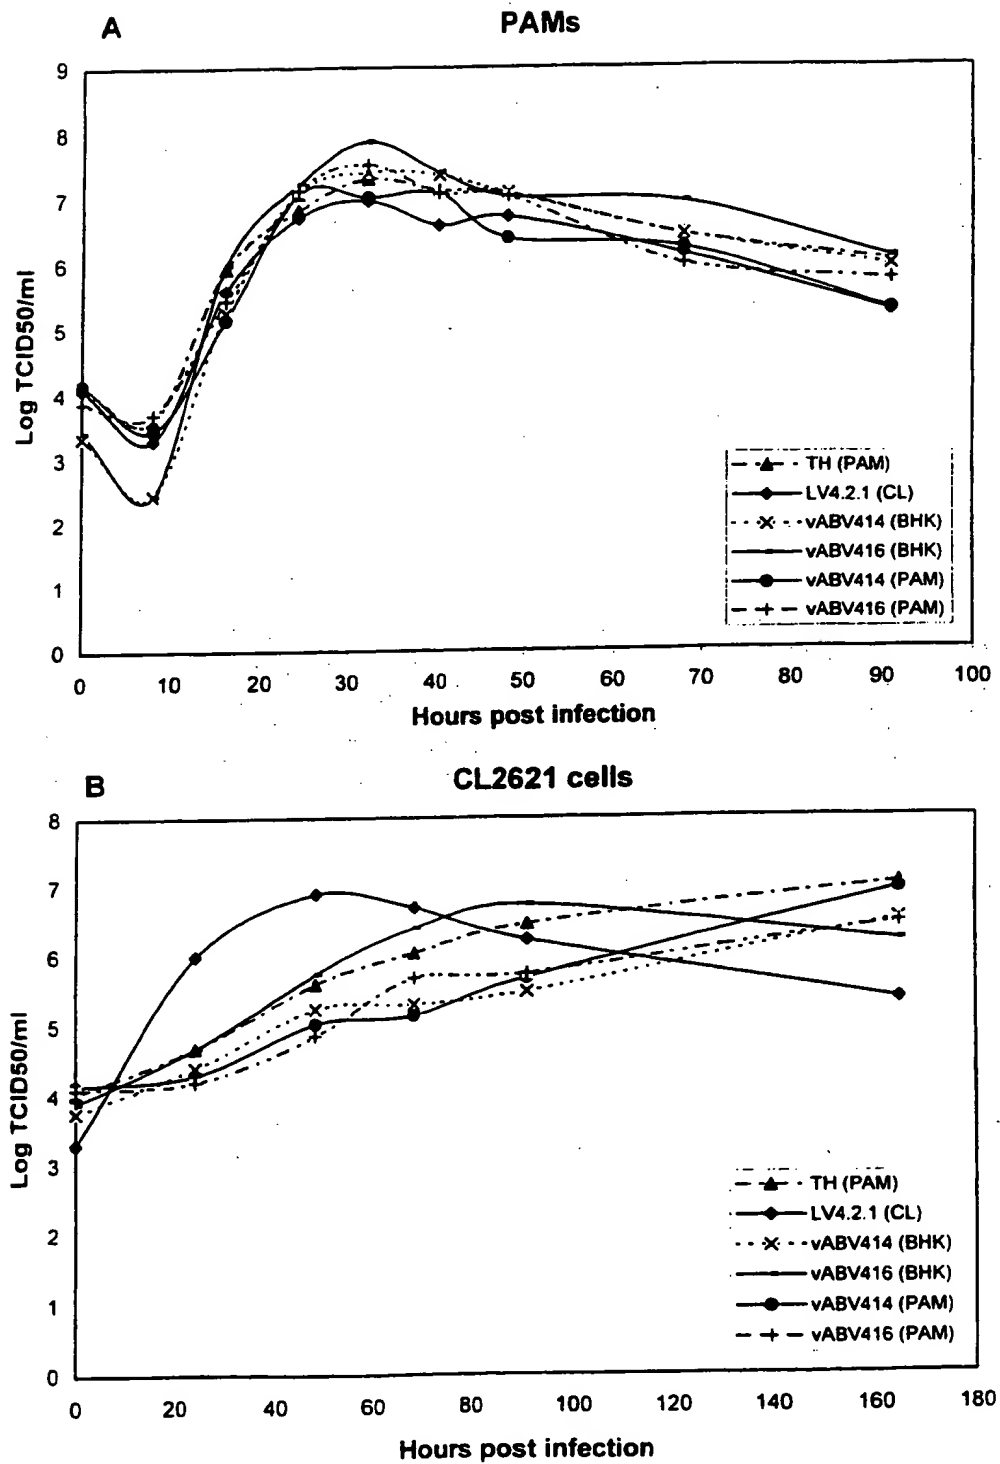 A
PAMs
9
8
7
6
5
4
3
2
1
0
Log TCID50/ml
TH (PAM)
LV4.2.1 (CL)
vABV414 (BHK)
vABV416 (BHK)
vABV414 (PAM)
vABV416 (PAM)
0 10 20 30 40 50 60 70 80 90 100
Hours post infection
B
CL2621 cells
8
7
6
5
4
3
2
1
0
Log TCID50/ml
TH (PAM)
LV4.2.1 (CL)
vABV414 (BHK)
vABV416 (BHK)
vABV414 (PAM)
vABV416 (PAM)
0 20 40 60 80 100 120 140 160 180
Hours post infection